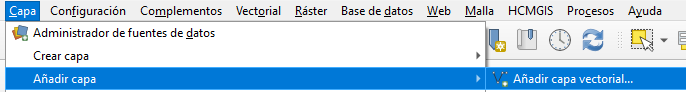 Capa Configuración Complementos Vectorial Ráster Base de datos Web Malla HCMGIS Procesos Ayuda
Administrador de fuentes de datos
Crear capa
Añadir capa Añadir capa vectorial...